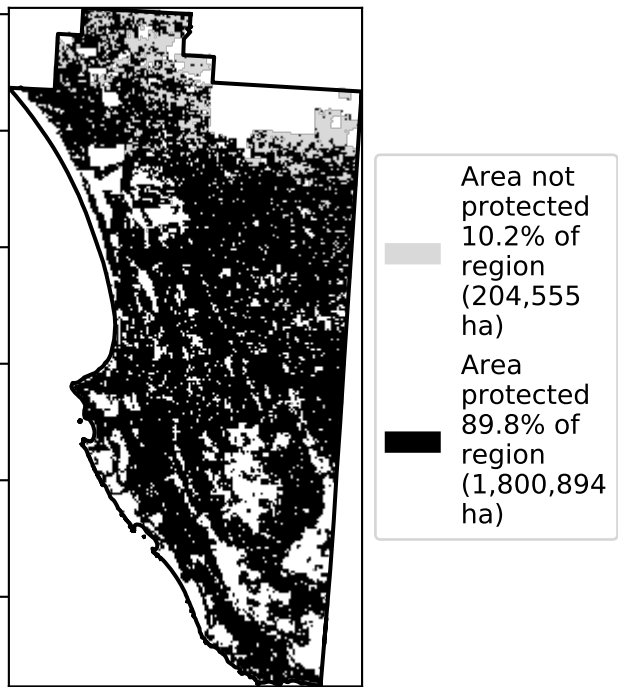 Area not
protected
10.2% of
region
(204,555
ha)
Area
protected
89.8% of
region
(1,800,894
ha)